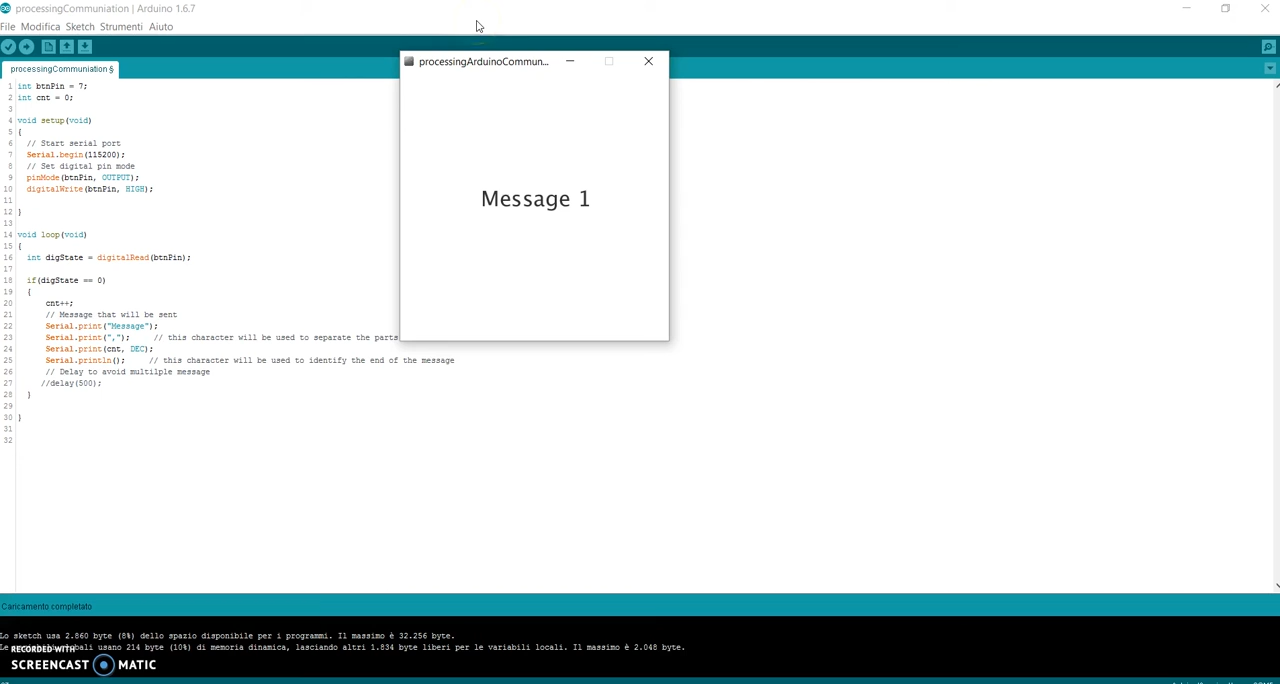 processingCommuniation | Arduino 1.6.7
File Modifica Sketch Strumenti Aiuto
processingCommuniation §
processingArduinoCommun...
Message 1
1 int btnPin = 7;
2 int cnt = 0;
3
4 void setup(void)
5 {
6 // Start serial port
7 Serial.begin(115200);
8 // Set digital pin mode
9 pinMode(btnPin, OUTPUT);
10 digitalWrite(btnPin, HIGH);
11
12 }
13
14 void loop(void)
15 {
16 int digState = digitalRead(btnPin);
17
18 if(digState == 0)
19 {
20 cnt++;
21 // Message that will be sent
22 Serial.print("Message");
23 Serial.print(","); // this character will be used to separate the parts
24 Serial.print(cnt, DEC);
25 Serial.println(); // this character will be used to identify the end of the message
26 // Delay to avoid multilple message
27 //delay(500);
28 }
29
30 }
31
32
Caricamento completato
Lo sketch usa 2.860 byte (8%) dello spazio disponibile per i programmi. Il massimo è 32.256 byte.
Le globali usano 214 byte (10%) di memoria dinamica, lasciando altri 1.834 byte liberi per le variabili locali. Il massimo è 2.048 byte.
RECORDED WITH
SCREENCAST MATIC